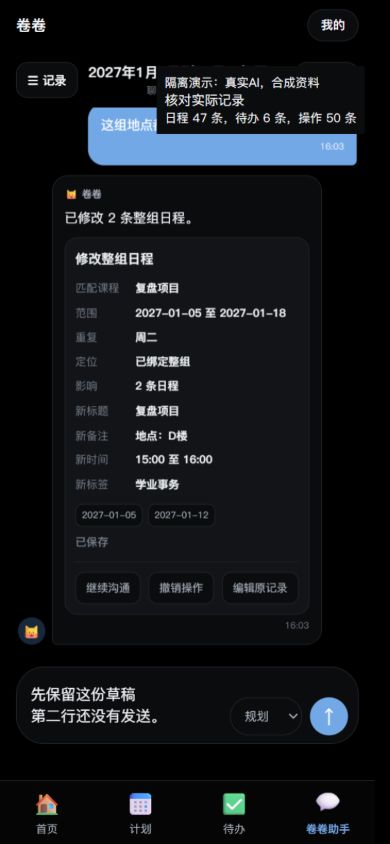 卷卷
我的
☰ 记录
2027年1月
隔离演示：真实AI，合成资料
核对实际记录
日程 47 条，待办 6 条，操作 50 条
这组地点
16:03
卷卷
已修改 2 条整组日程。
修改整组日程
匹配课程 复盘项目
范围 2027-01-05 至 2027-01-18
重复 周二
定位 已绑定整组
影响 2 条日程
新标题 复盘项目
新备注 地点：D楼
新时间 15:00 至 16:00
新标签 学业事务
2027-01-05 2027-01-12
已保存
继续沟通 撤销操作 编辑原记录
16:03
先保留这份草稿
第二行还没有发送。
规划
首页 计划 待办 卷卷助手